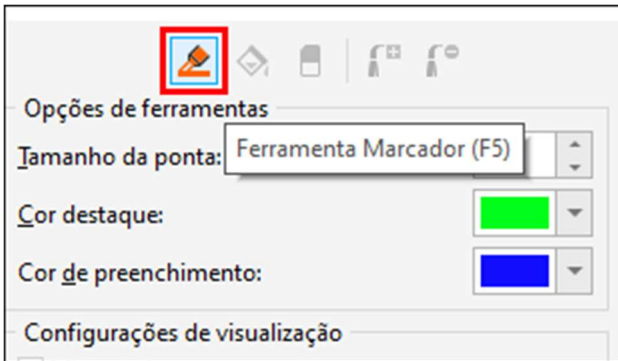 Opções de ferramentas
Tamanho da ponta:
Ferramenta Marcador (F5)
Cor destaque:
Cor de preenchimento:
Configurações de visualização